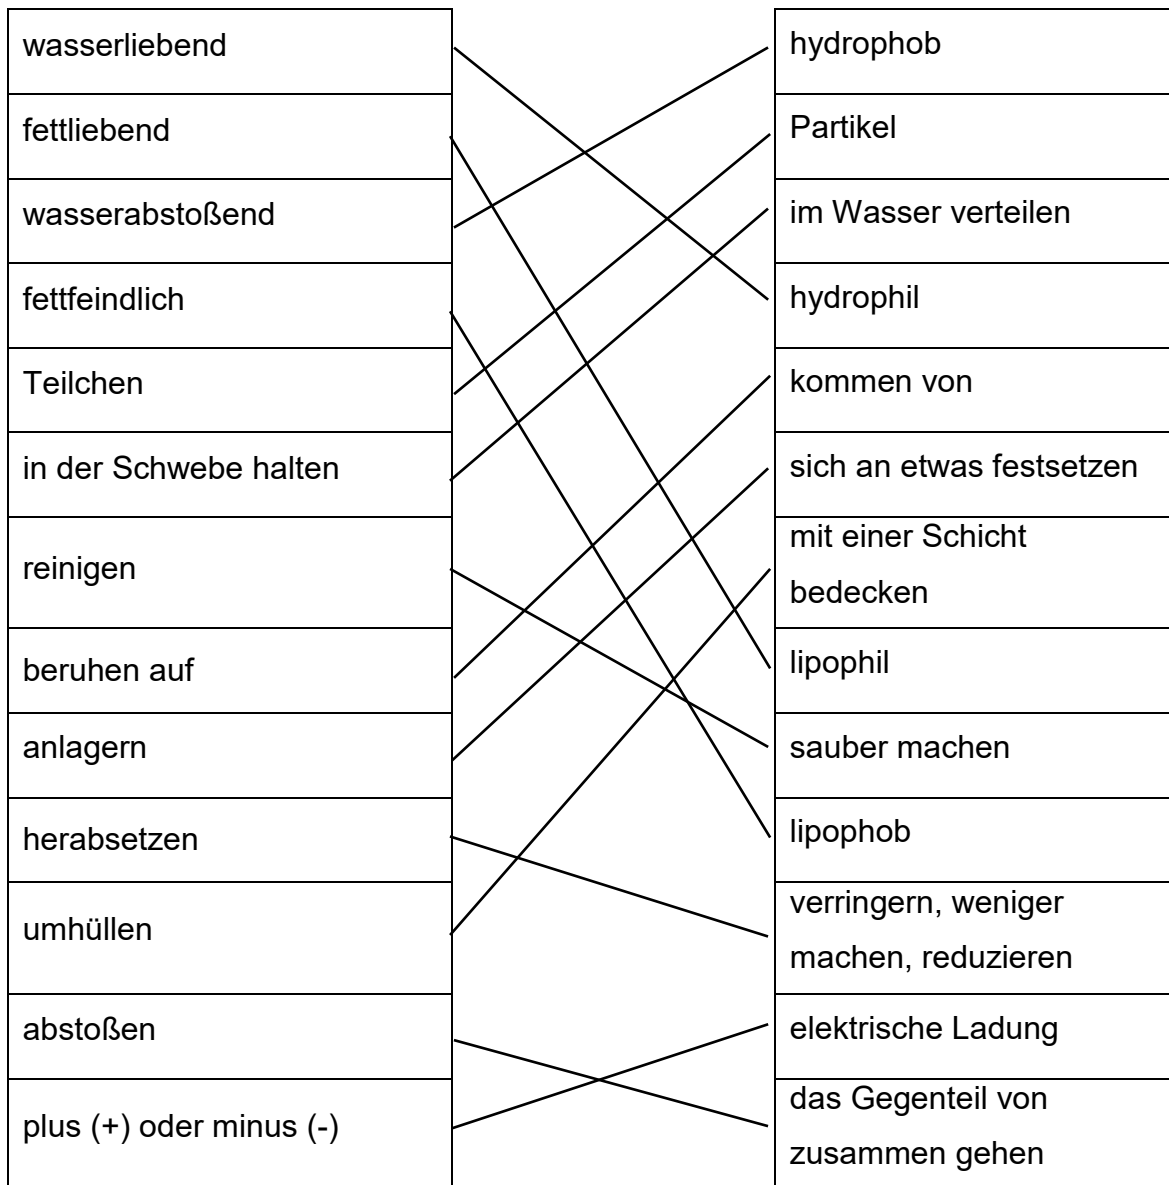 wasserliebend
hydrophob
fettliebend
Partikel
wasserabstoßend
im Wasser verteilen
fettfeindlich
hydrophil
Teilchen
kommen von
in der Schwebe halten
sich an etwas festsetzen
reinigen
mit einer Schicht
bedecken
beruhen auf
lipophil
anlagern
sauber machen
herabsetzen
lipophob
umhüllen
verringern, weniger
machen, reduzieren
abstoßen
elektrische Ladung
plus (+) oder minus (-)
das Gegenteil von
zusammen gehen